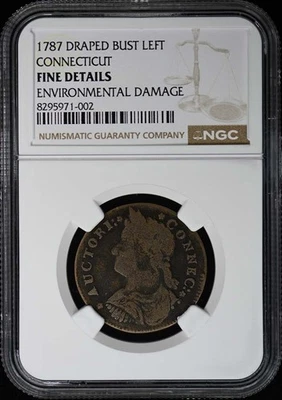 1787 DRAPED BUST LEFT
CONNECTICUT
FINE DETAILS
ENVIRONMENTAL DAMAGE
8295971-002
NUMISMATIC GUARANTY COMPANY NGC
AUCTORI: CONNEC: